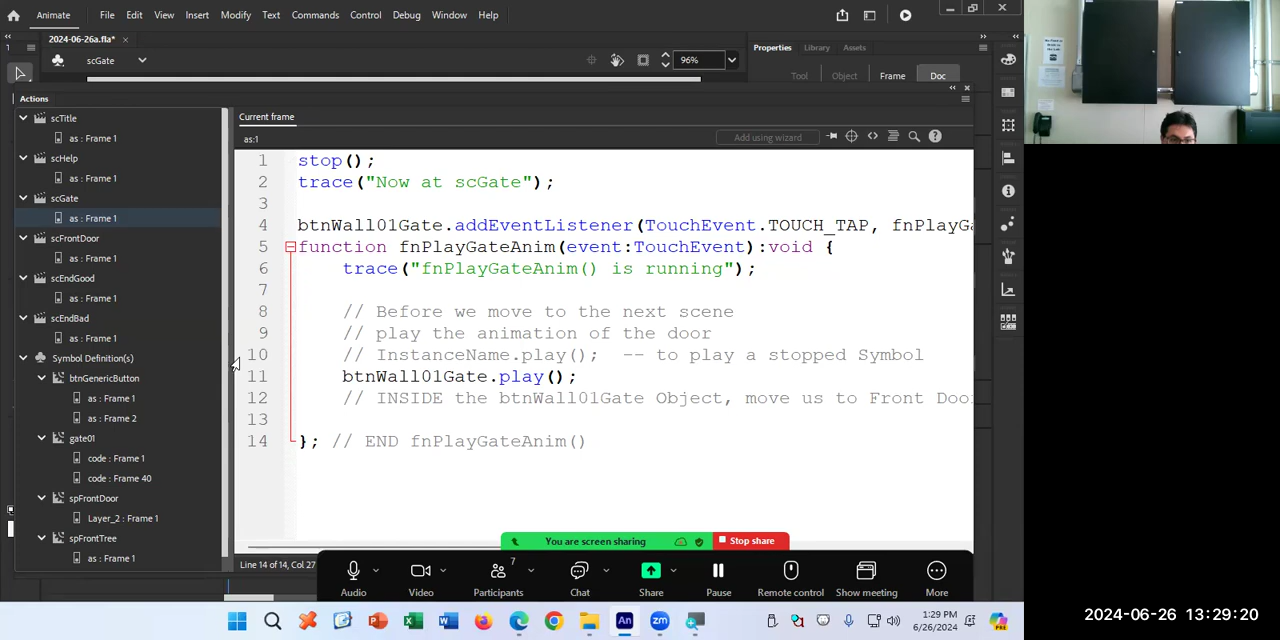 Animate File Edit View Insert Modify Text Commands Control Debug Window Help
2024-06-26a.fla* ×
Properties Library Assets
scGate
96%
Tool Object Frame Doc
Actions
scTitle
as : Frame 1
scHelp
as : Frame 1
scGate
as : Frame 1
scFrontDoor
as : Frame 1
scEndGood
as : Frame 1
scEndBad
as : Frame 1
Symbol Definition(s)
btnGenericButton
as : Frame 1
as : Frame 2
gate01
code : Frame 1
code : Frame 40
spFrontDoor
Layer_2 : Frame 1
spFrontTree
as : Frame 1
Current frame
as:1
Add using wizard
1 stop();
2 trace("Now at scGate");
3
4 btnWall01Gate.addEventListener(TouchEvent.TOUCH_TAP, fnPlayGa
5 function fnPlayGateAnim(event:TouchEvent):void {
6 trace("fnPlayGateAnim() is running");
7
8 // Before we move to the next scene
9 // play the animation of the door
10 // InstanceName.play(); -- to play a stopped Symbol
11 btnWall01Gate.play();
12 // INSIDE the btnWall01Gate Object, move us to Front Doo
13
14 }; // END fnPlayGateAnim()
You are screen sharing Stop share
Line 14 of 14, Col 27
7
Audio Video Participants Chat Share Pause Remote control Show meeting More
1:29 PM
6/26/2024
2024-06-26 13:29:20